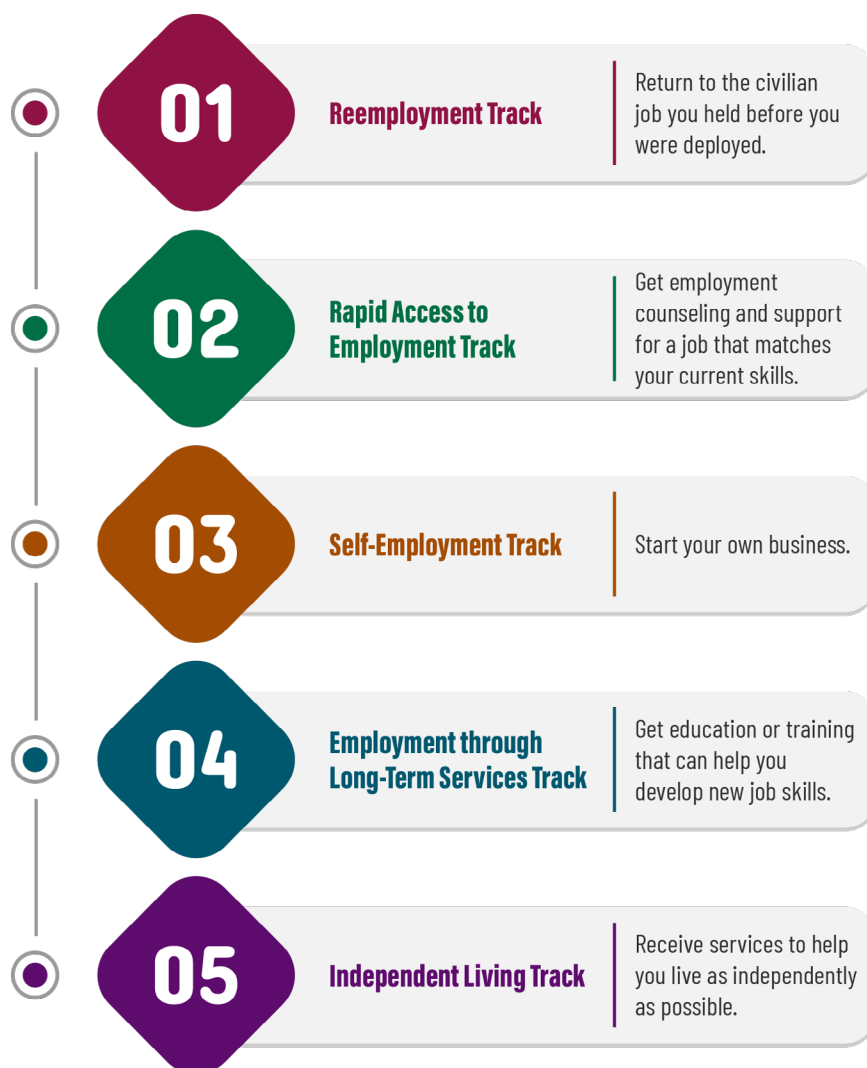 01
Reemployment Track
Return to the civilian
job you held before you
were deployed.
02
Rapid Access to
Employment Track
Get employment
counseling and support
for a job that matches
your current skills.
03
Self-Employment Track
Start your own business.
04
Employment through
Long-Term Services Track
Get education or training
that can help you
develop new job skills.
05
Independent Living Track
Receive services to help
you live as independently
as possible.